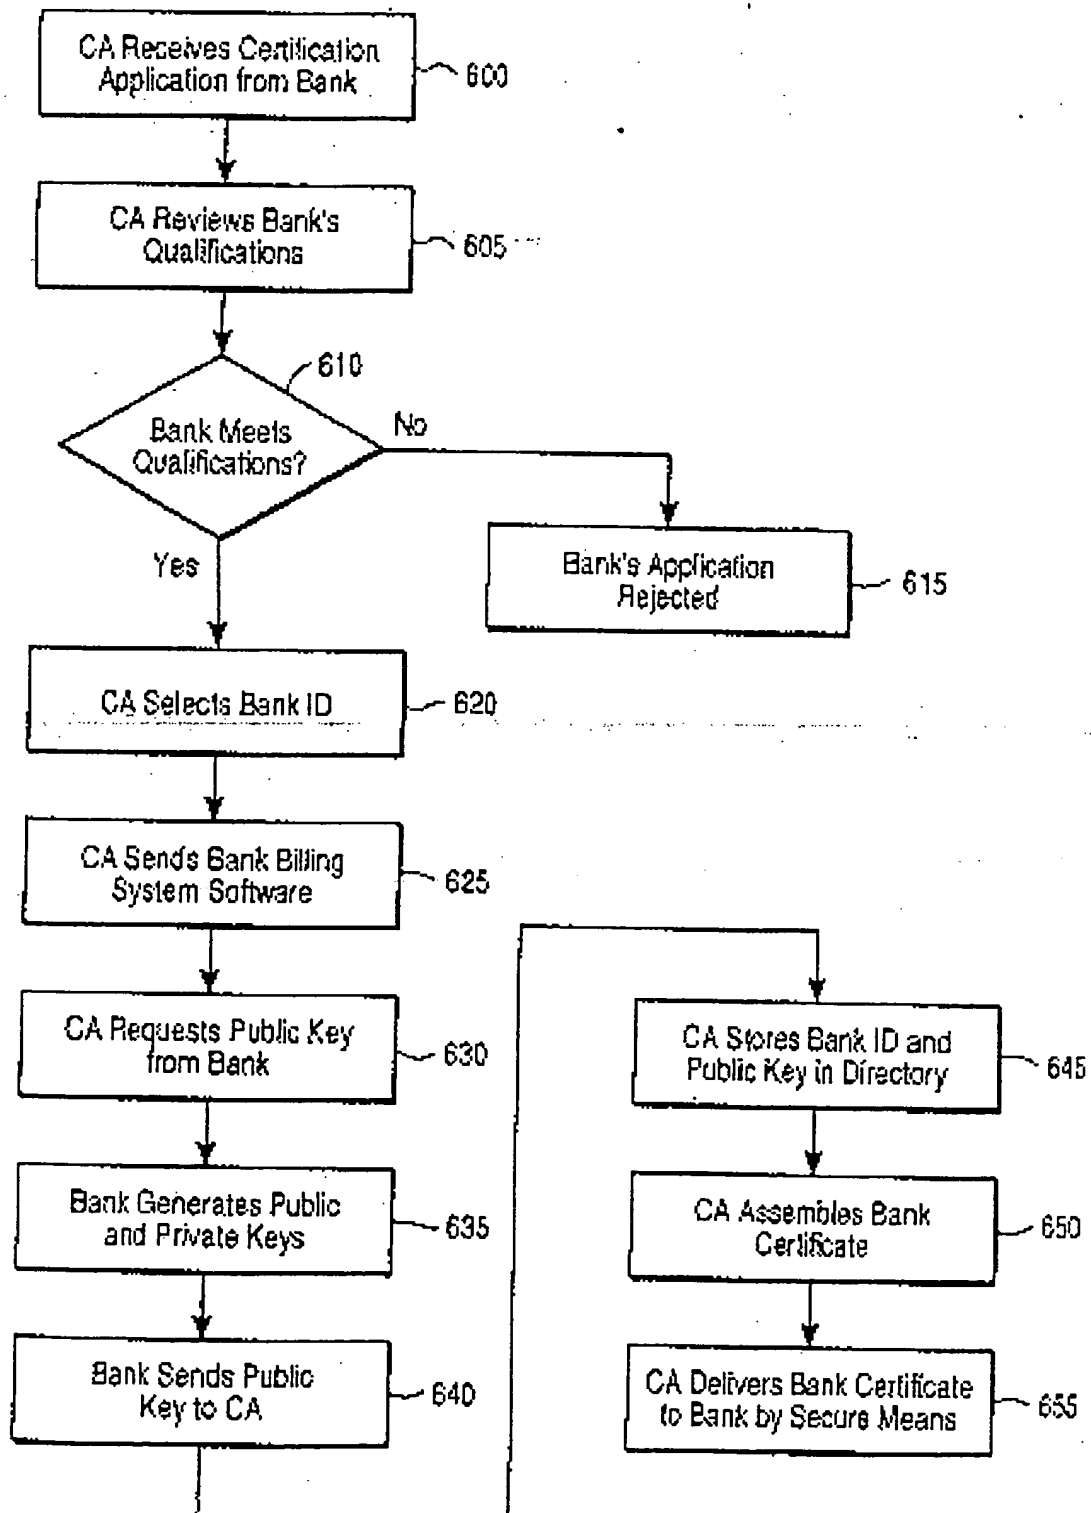 CA Receives Certification
Application from Bank
600
CA Reviews Bank's
Qualifications
605
610
Bank Meets
Qualifications?
No
Yes
Bank's Application
Rejected
615
CA Selects Bank ID
620
CA Sends Bank Billing
System Software
625
CA Requests Public Key
from Bank
630
Bank Generates Public
and Private Keys
635
Bank Sends Public
Key to CA
640
CA Stores Bank ID and
Public Key in Directory
645
CA Assembles Bank
Certificate
650
CA Delivers Bank Certificate
to Bank by Secure Means
655